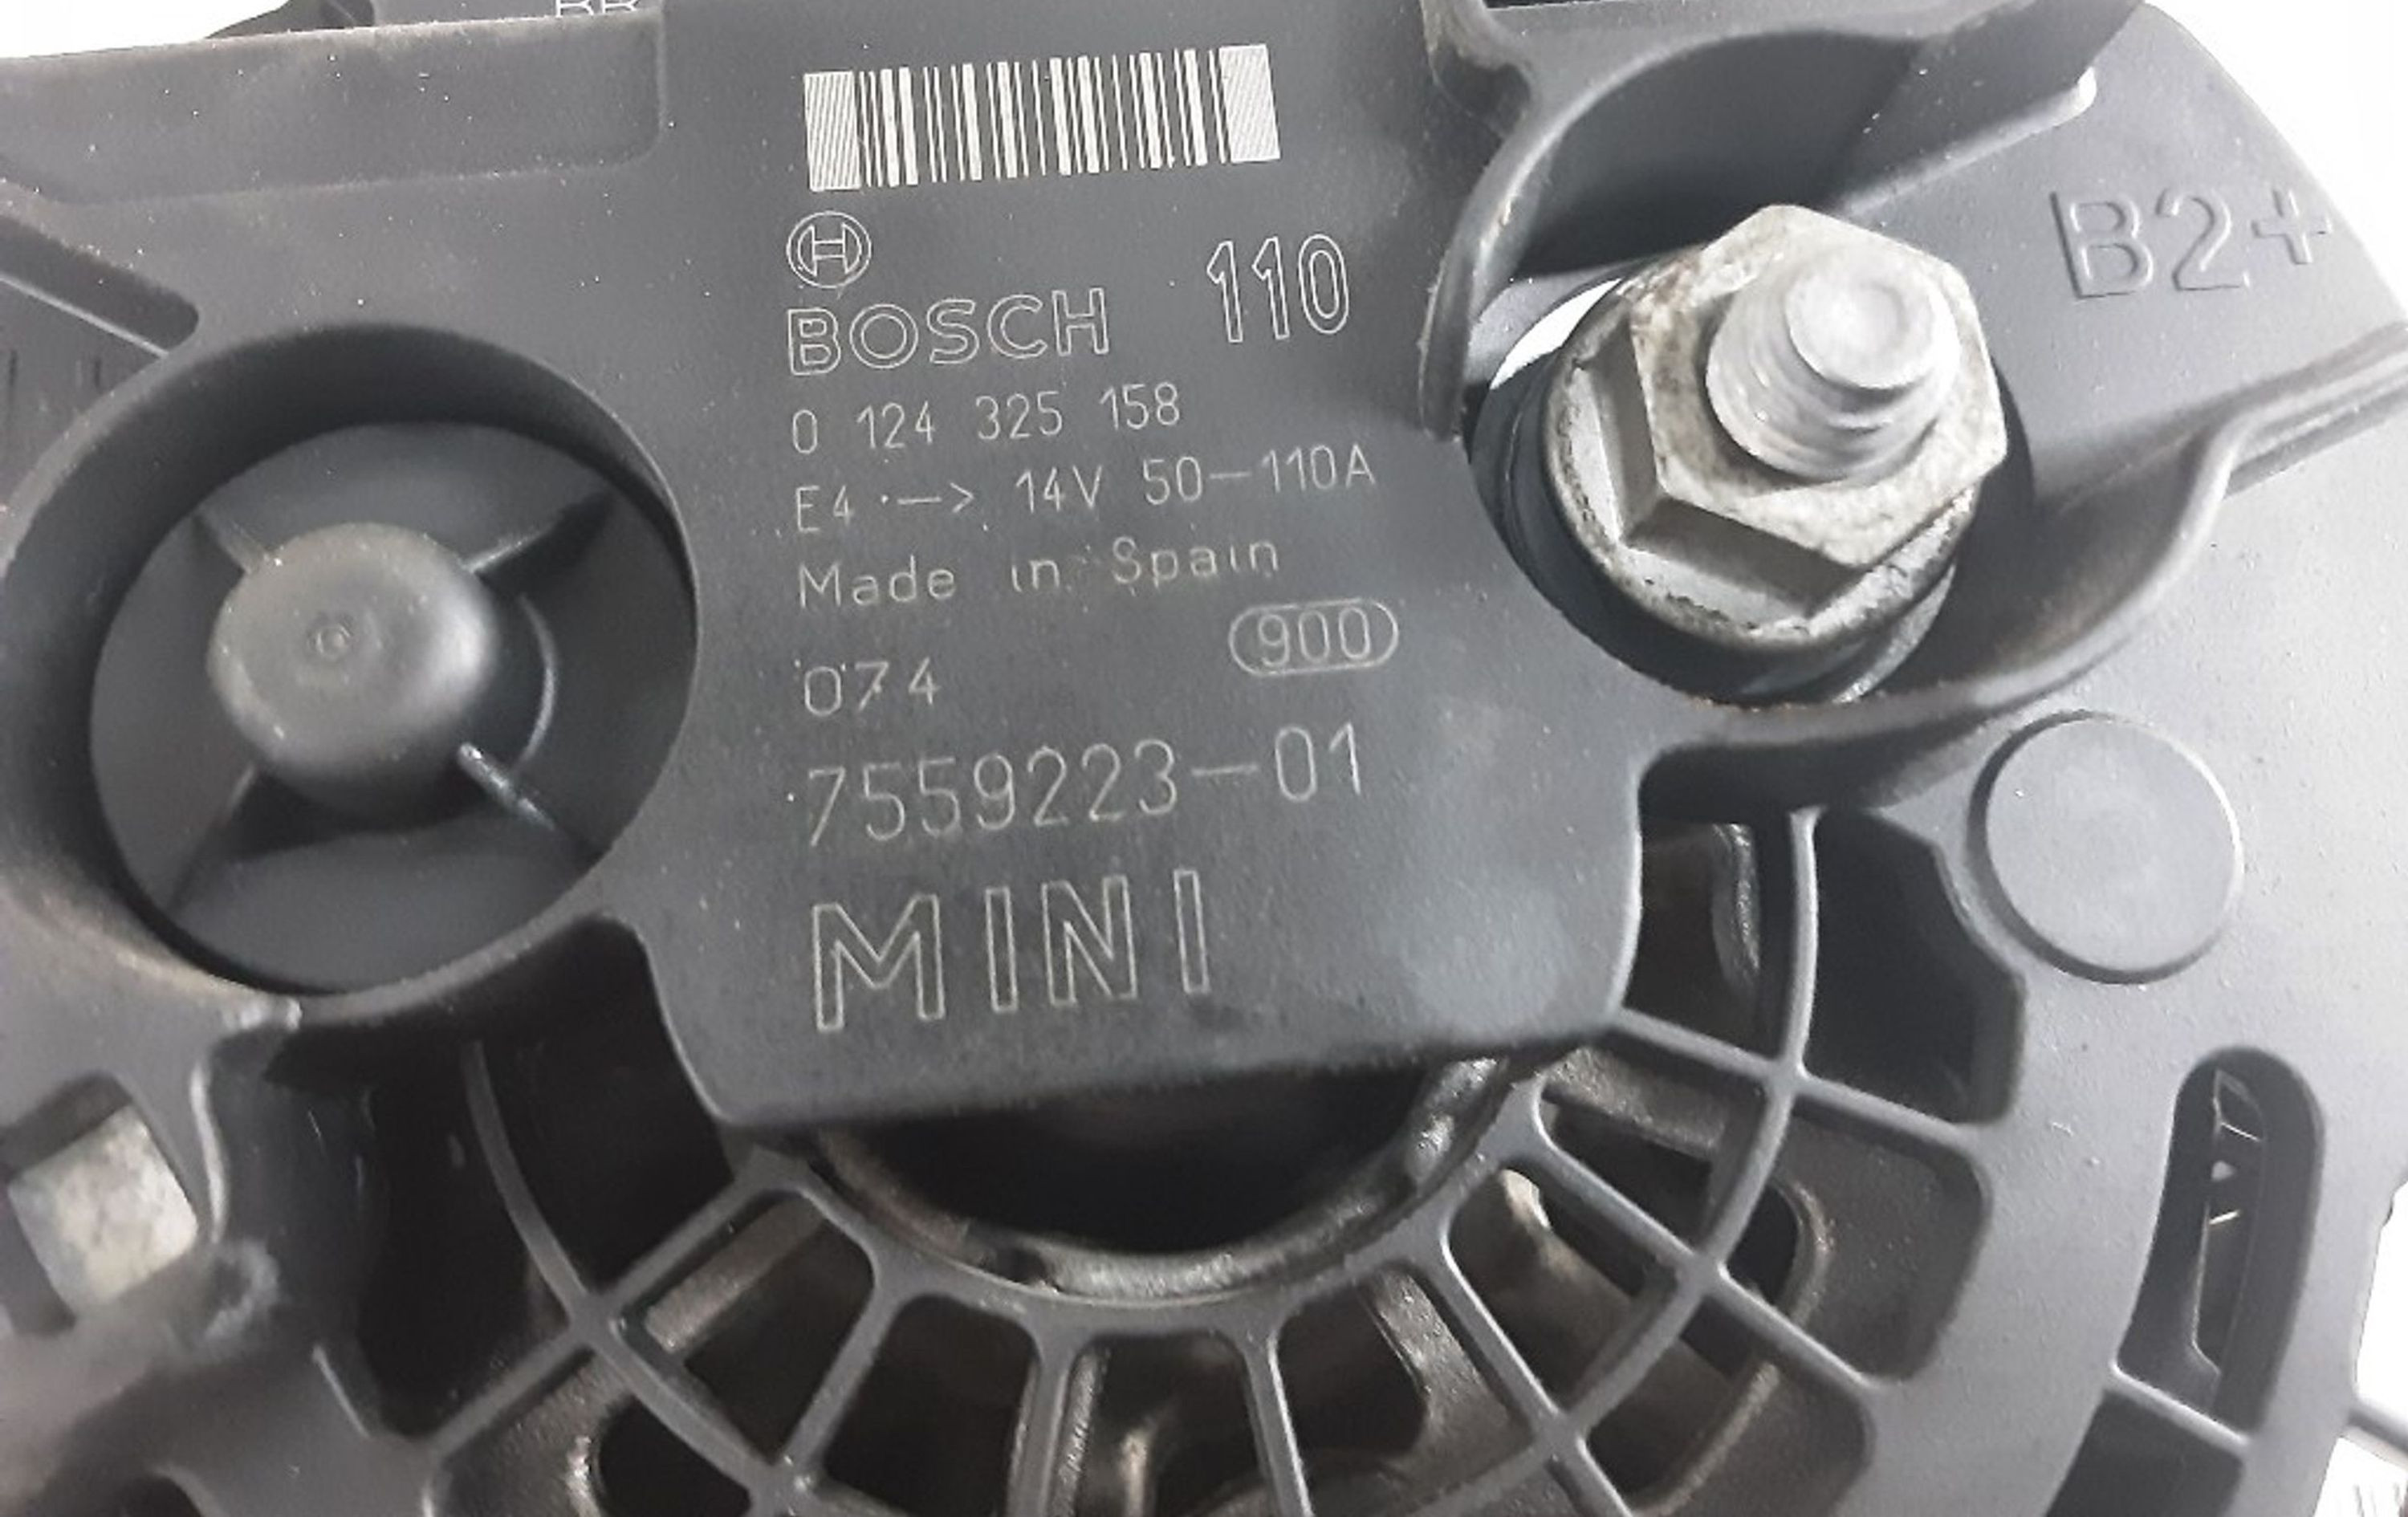 BOSCH 110
0 124 325 158
E4 --> 14V 50-110A
Made in Spain
074 900
7559223-01
MINI
B2+